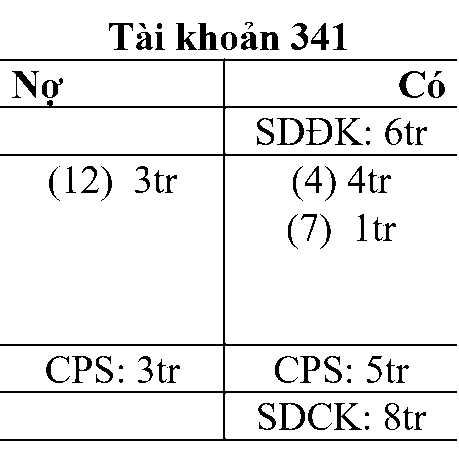 Tài khoản 341
Nợ Có
SDĐK: 6tr
(12) 3tr (4) 4tr
(7) 1tr
CPS: 3tr CPS: 5tr
SDCK: 8tr